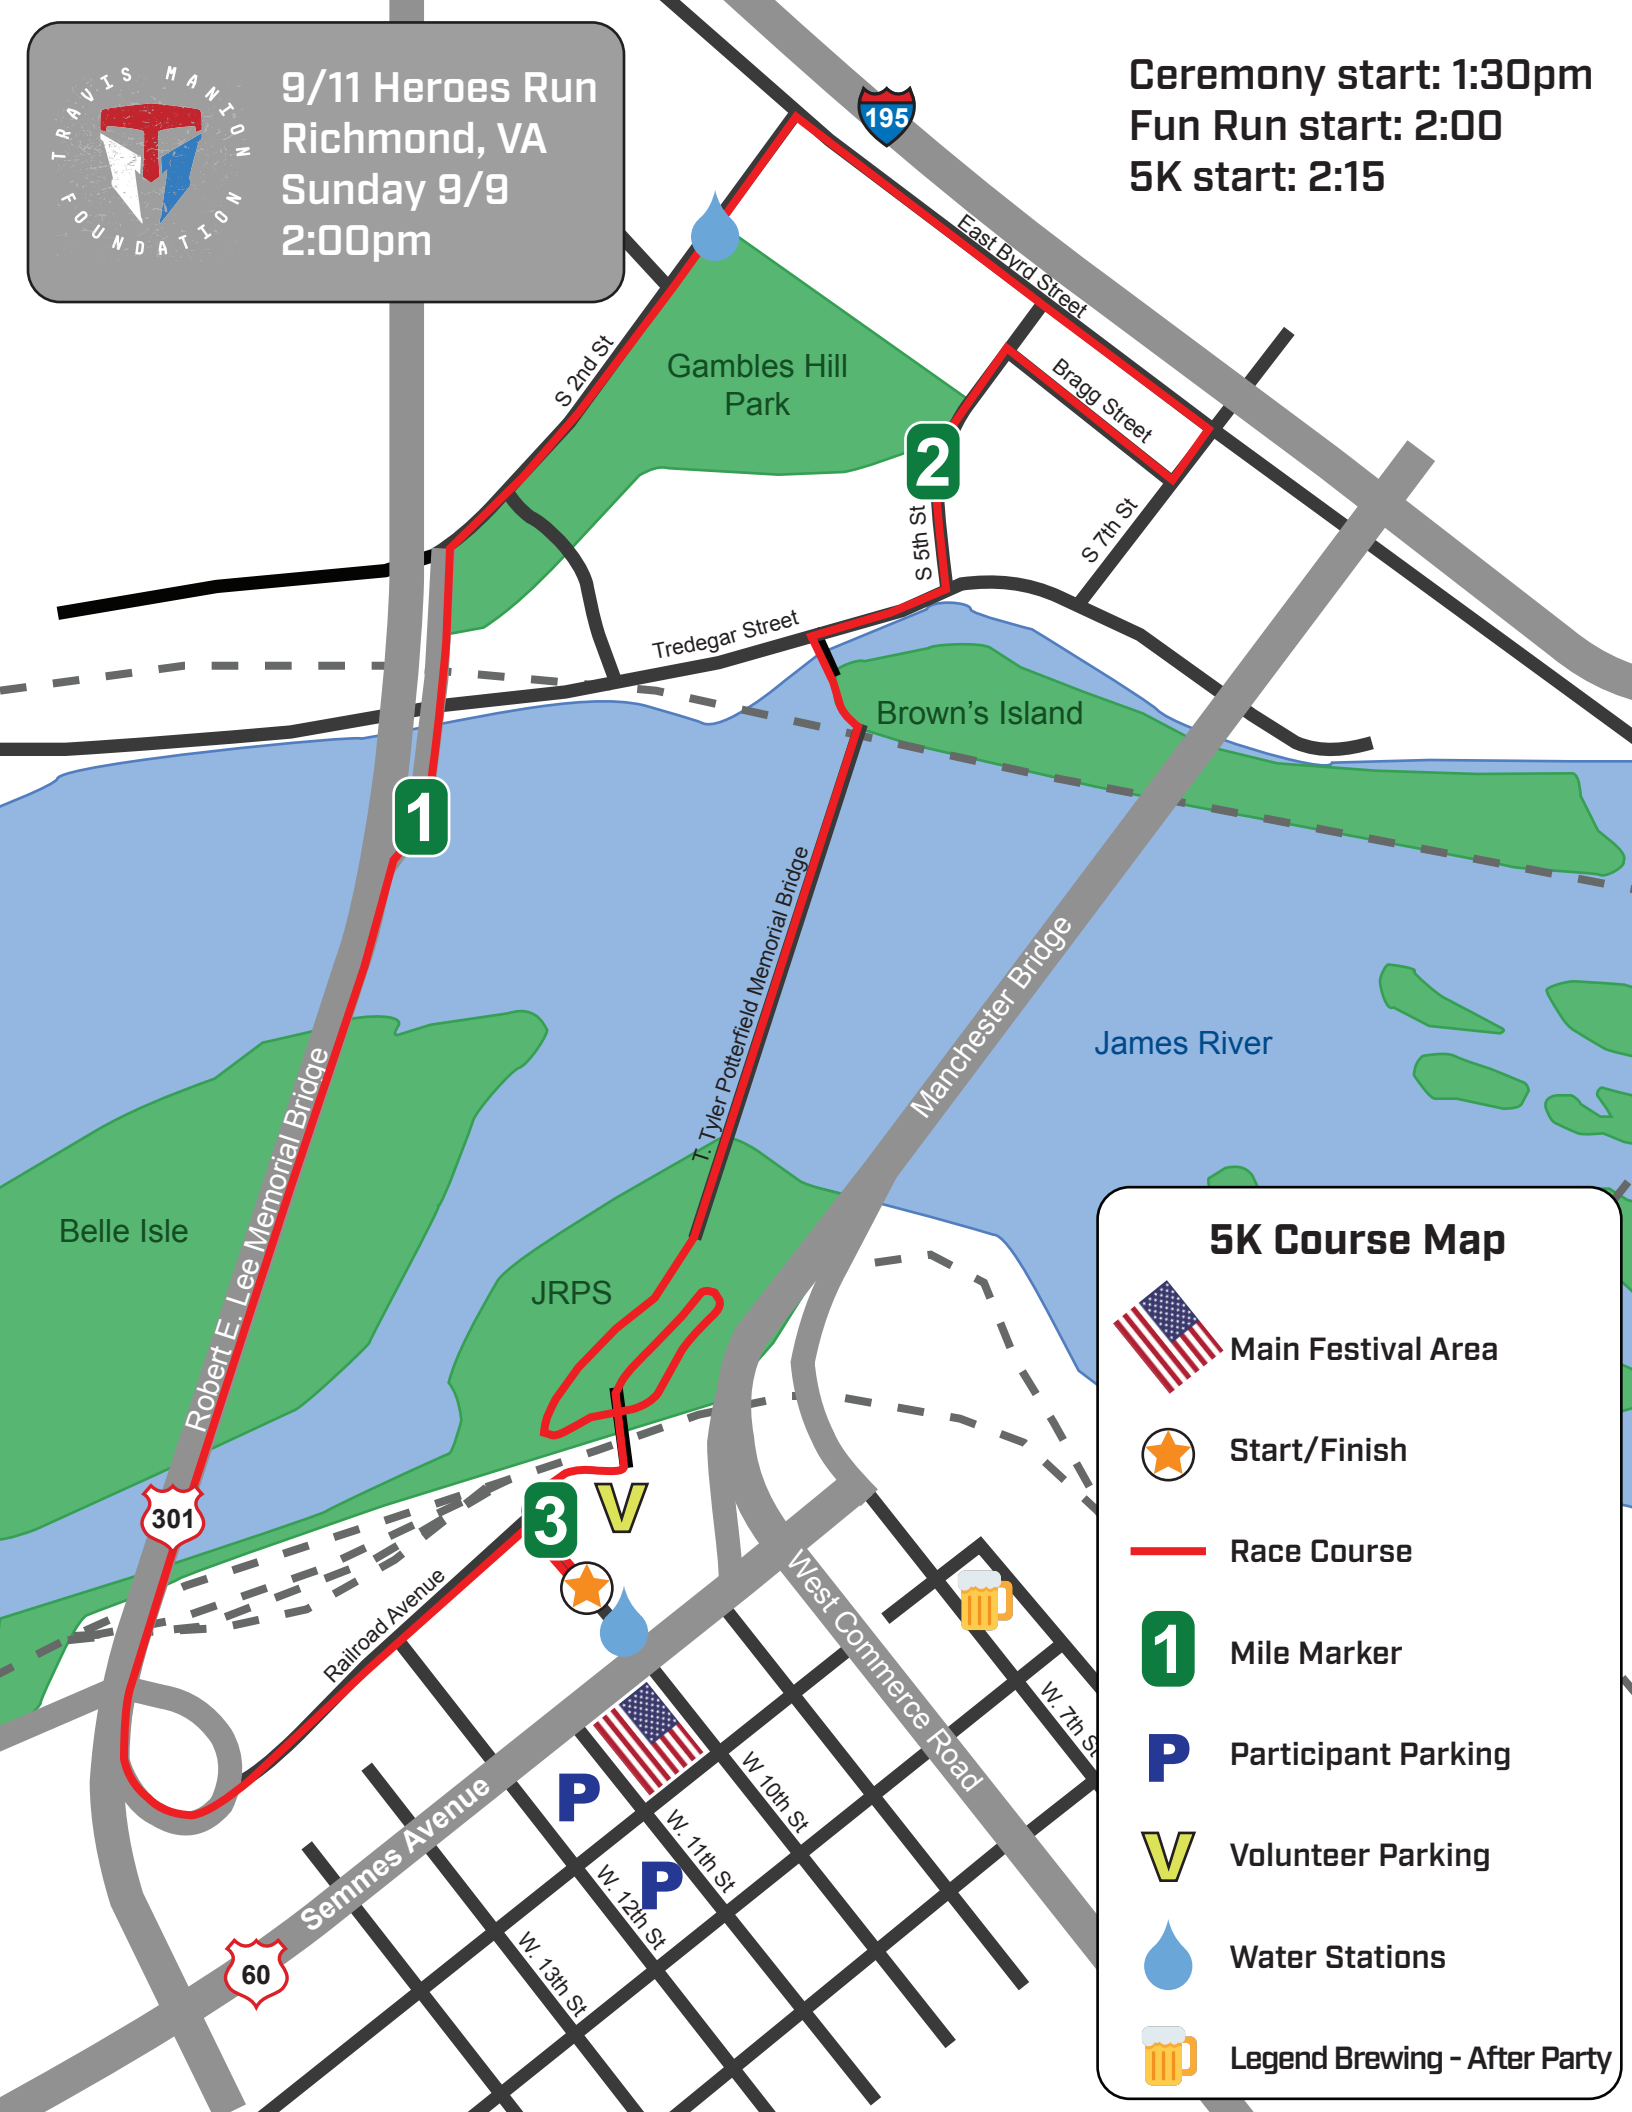 TRAVIS MANION
FOUNDATION
9/11 Heroes Run
Richmond, VA
Sunday 9/9
2:00pm
Ceremony start: 1:30pm
Fun Run start: 2:00
5K start: 2:15
195
East Byrd Street
S 2nd St
Gambles Hill
Park
Bragg Street
2
S 5th St
S 7th St
Tredegar Street
Brown's Island
1
T. Tyler Potterfield Memorial Bridge
Manchester Bridge
James River
Robert E. Lee Memorial Bridge
Belle Isle
JRPS
301
3
V
Railroad Avenue
West Commerce Road
W. 7th St
W 10th St
P
W. 11th St
P
W. 12th St
Semmes Avenue
W. 13th St
60
5K Course Map
Main Festival Area
Start/Finish
Race Course
1
Mile Marker
P
Participant Parking
V
Volunteer Parking
Water Stations
Legend Brewing - After Party